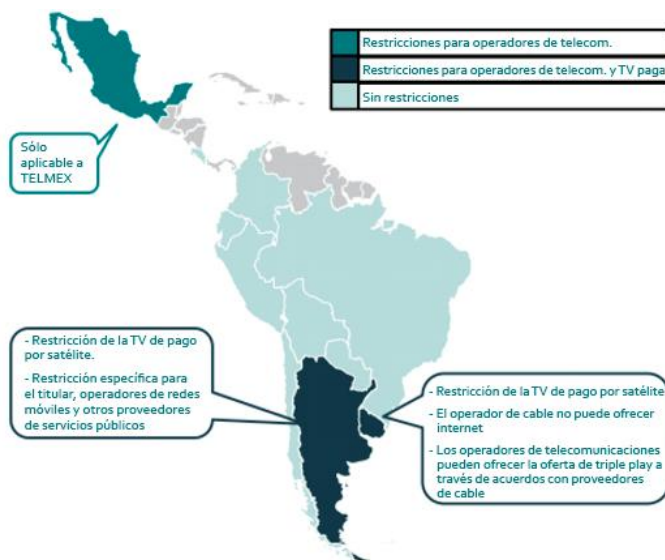 Restricciones para operadores de telecom.
Restricciones para operadores de telecom. y TV paga
Sin restricciones
Sólo
aplicable a
TELMEX
- Restricción de la TV de pago
por satélite.
- Restricción específica para
el titular, operadores de redes
móviles y otros proveedores
de servicios públicos
- Restricción de la TV de pago por satélite
- El operador de cable no puede ofrecer
internet
- Los operadores de telecomunicaciones
pueden ofrecer la oferta de triple play a
través de acuerdos con proveedores
de cable